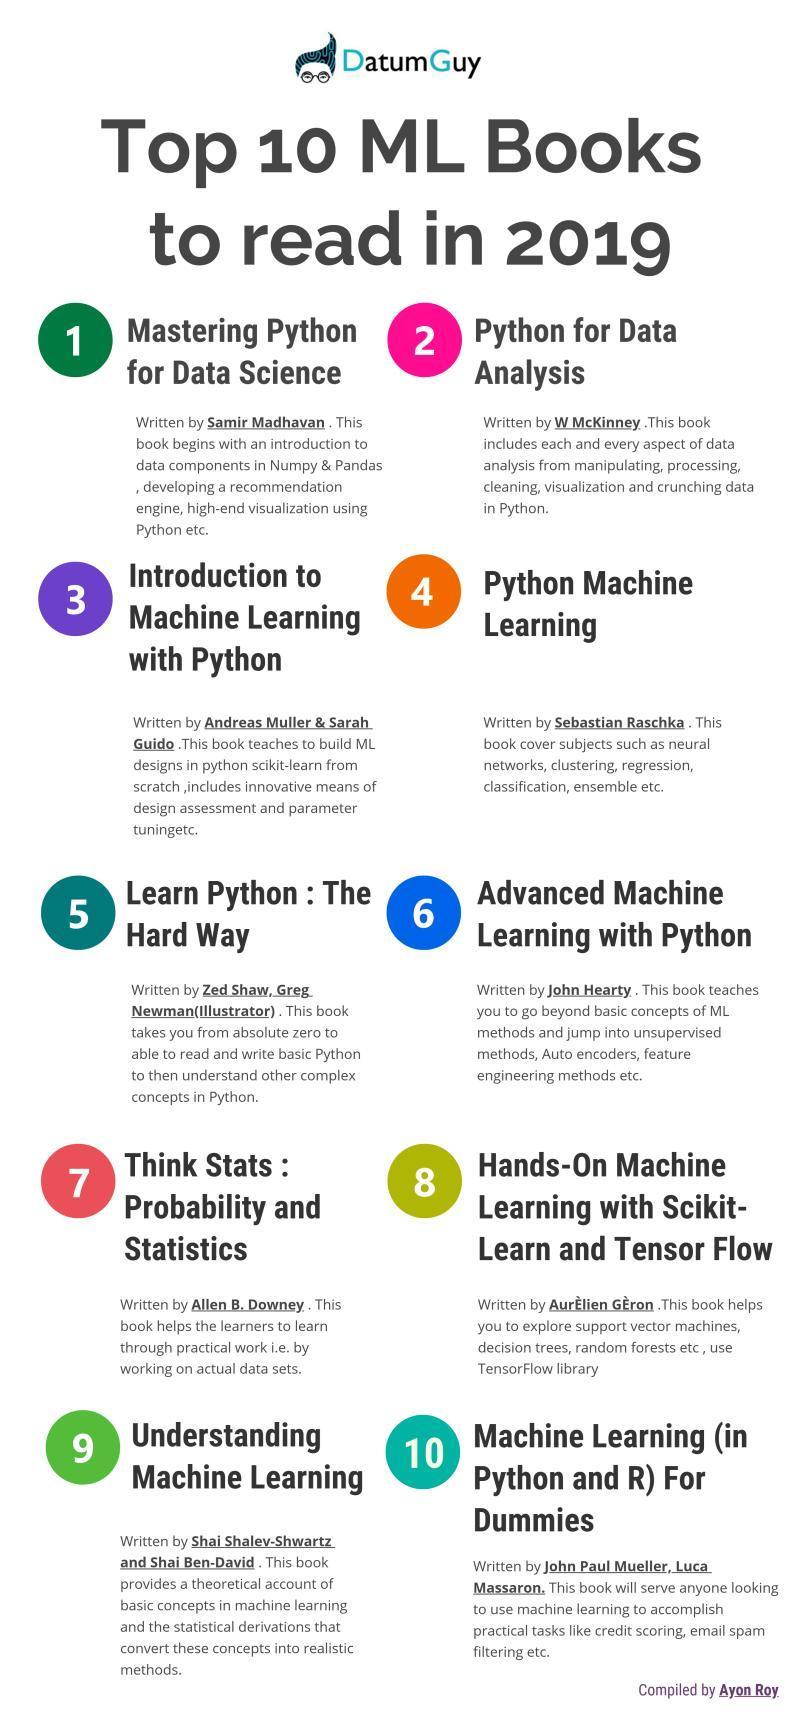 DatumGuy
Top 10 ML Books
to read in 2019
1
Mastering Python
for Data Science
Written by Samir Madhavan . This
book begins with an introduction to
data components in Numpy & Pandas
, developing a recommendation
engine, high-end visualization using
Python etc.
2
Python for Data
Analysis
Written by W McKinney .This book
includes each and every aspect of data
analysis from manipulating, processing,
cleaning, visualization and crunching data
in Python.
3
Introduction to
Machine Learning
with Python
Written by Andreas Muller & Sarah
Guido .This book teaches to build ML
designs in python scikit-learn from
scratch ,includes innovative means of
design assessment and parameter
tuningetc.
4
Python Machine
Learning
Written by Sebastian Raschka . This
book cover subjects such as neural
networks, clustering, regression,
classification, ensemble etc.
5
Learn Python : The
Hard Way
Written by Zed Shaw, Greg
Newman(Illustrator) . This book
takes you from absolute zero to
able to read and write basic Python
to then understand other complex
concepts in Python.
6
Advanced Machine
Learning with Python
Written by John Hearty . This book teaches
you to go beyond basic concepts of ML
methods and jump into unsupervised
methods, Auto encoders, feature
engineering methods etc.
7
Think Stats :
Probability and
Statistics
Written by Allen B. Downey . This
book helps the learners to learn
through practical work i.e. by
working on actual data sets.
8
Hands-On Machine
Learning with Scikit-
Learn and Tensor Flow
Written by AurÈlien GÈron .This book helps
you to explore support vector machines,
decision trees, random forests etc , use
TensorFlow library
9
Understanding
Machine Learning
Written by Shai Shalev-Shwartz
and Shai Ben-David . This book
provides a theoretical account of
basic concepts in machine learning
and the statistical derivations that
convert these concepts into realistic
methods.
10
Machine Learning (in
Python and R) For
Dummies
Written by John Paul Mueller, Luca
Massaron. This book will serve anyone looking
to use machine learning to accomplish
practical tasks like credit scoring, email spam
filtering etc.
Compiled by Ayon Roy